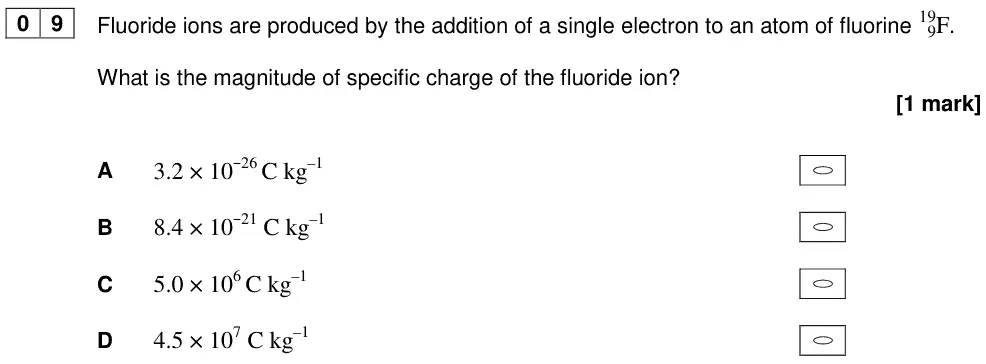 0 9 Fluoride ions are produced by the addition of a single electron to an atom of fluorine ¹⁹₉F.
What is the magnitude of specific charge of the fluoride ion?
[1 mark]
A 3.2 × 10⁻²⁶ C kg⁻¹
B 8.4 × 10⁻²¹ C kg⁻¹
C 5.0 × 10⁶ C kg⁻¹
D 4.5 × 10⁷ C kg⁻¹